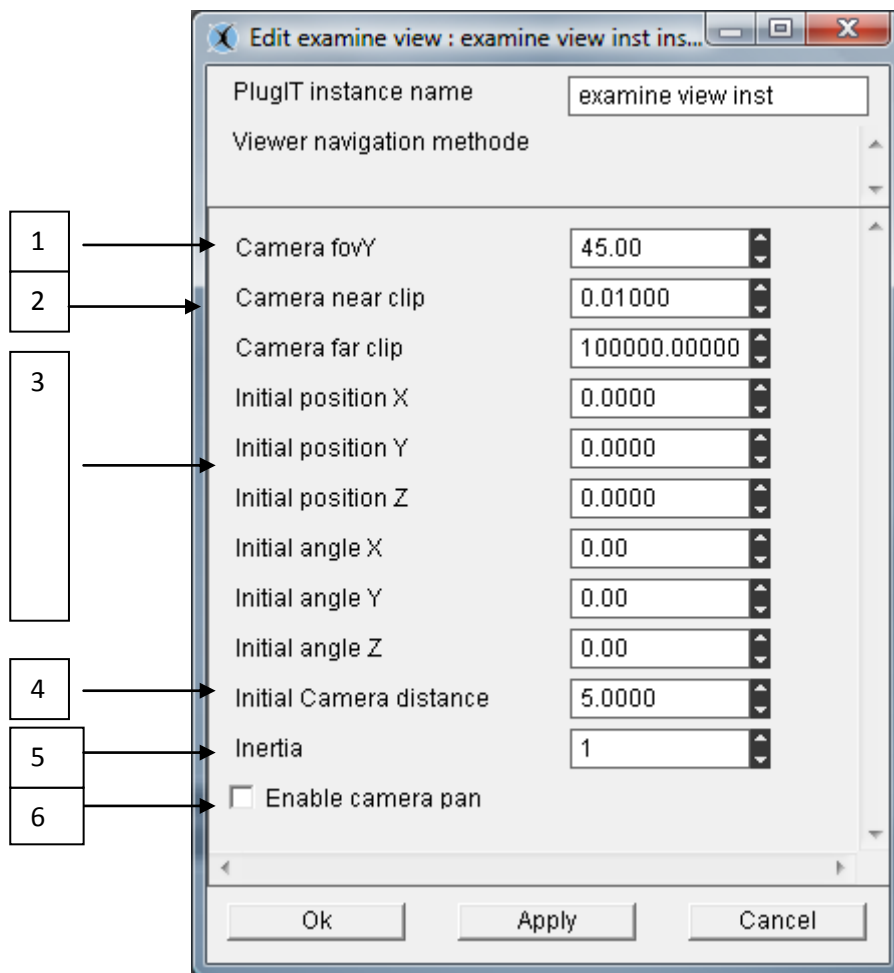 Edit examine view : examine view inst ins...
PlugIT instance name examine view inst
Viewer navigation methode
1 Camera fovY 45.00
2 Camera near clip 0.01000
Camera far clip 100000.00000
3 Initial position X 0.0000
Initial position Y 0.0000
Initial position Z 0.0000
Initial angle X 0.00
Initial angle Y 0.00
Initial angle Z 0.00
4 Initial Camera distance 5.0000
5 Inertia 1
6 Enable camera pan
Ok Apply Cancel